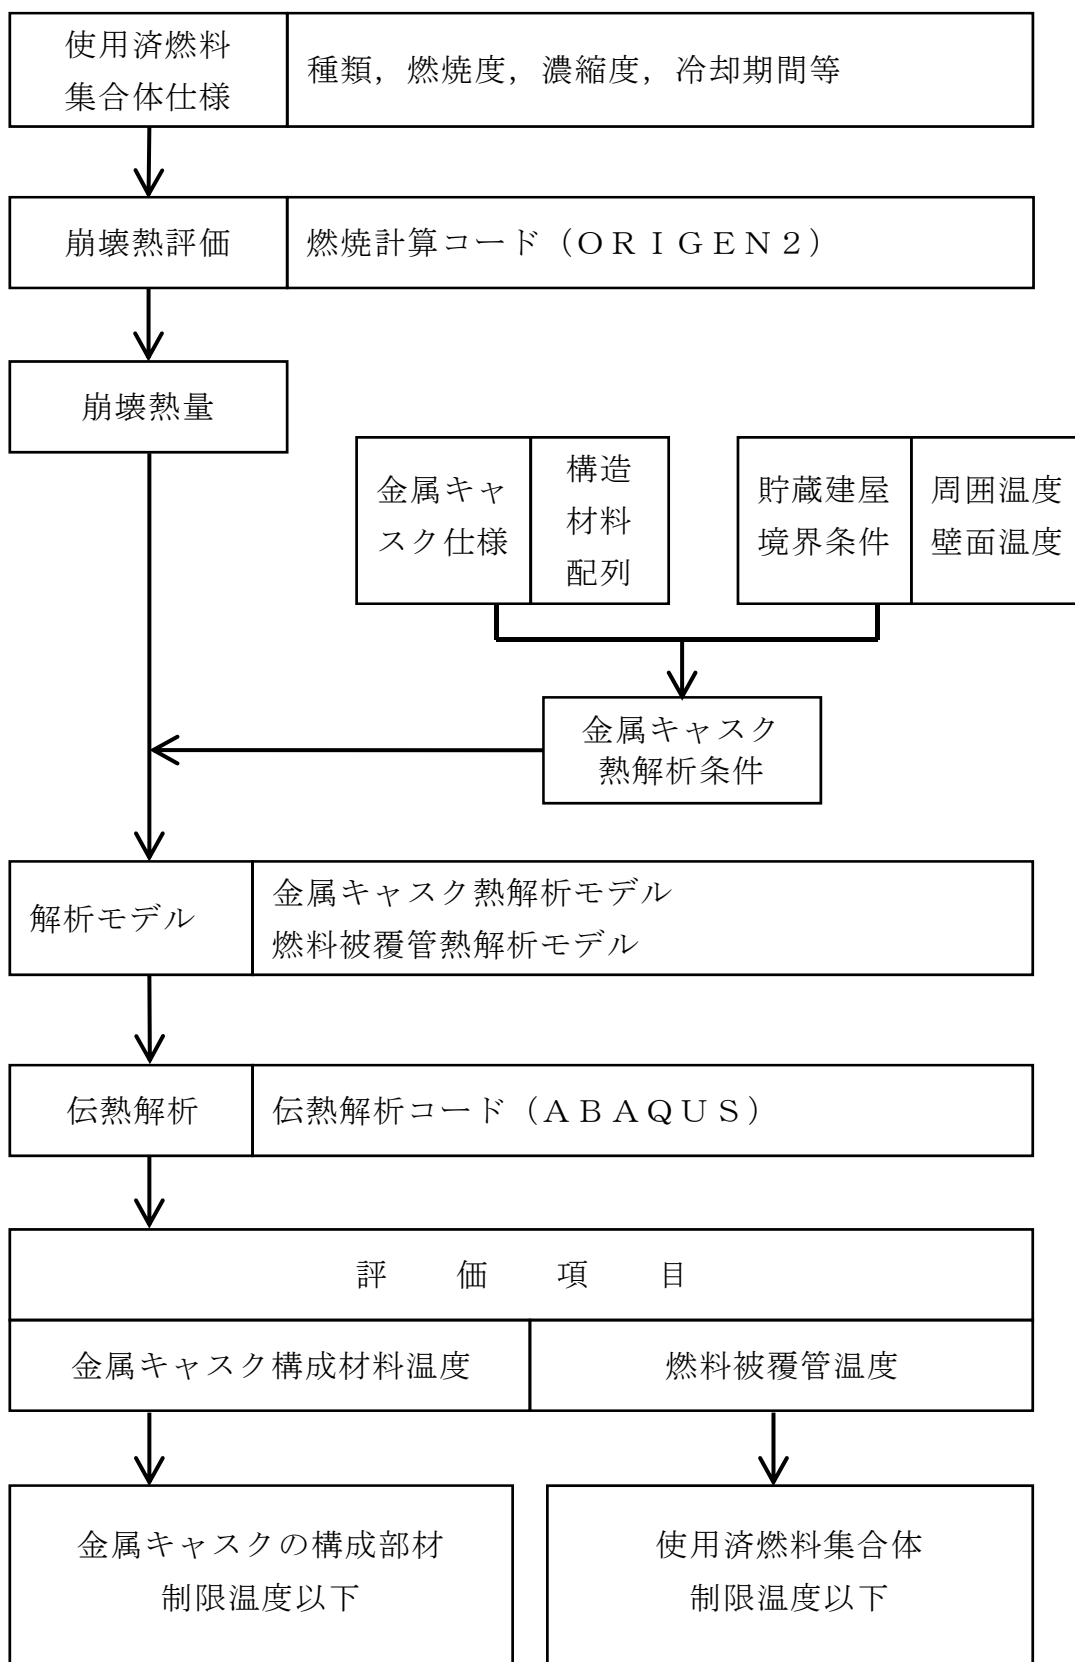 使用済燃料
集合体仕様
種類，燃焼度，濃縮度，冷却期間等
崩壊熱評価
燃焼計算コード（ＯＲＩＧＥＮ２）
崩壊熱量
金属キャ
スク仕様
構造
材料
配列
貯蔵建屋
境界条件
周囲温度
壁面温度
金属キャスク
熱解析条件
解析モデル
金属キャスク熱解析モデル
燃料被覆管熱解析モデル
伝熱解析
伝熱解析コード（ＡＢＡＱＵＳ）
評　価　項　目
金属キャスク構成材料温度
燃料被覆管温度
金属キャスクの構成部材
制限温度以下
使用済燃料集合体
制限温度以下